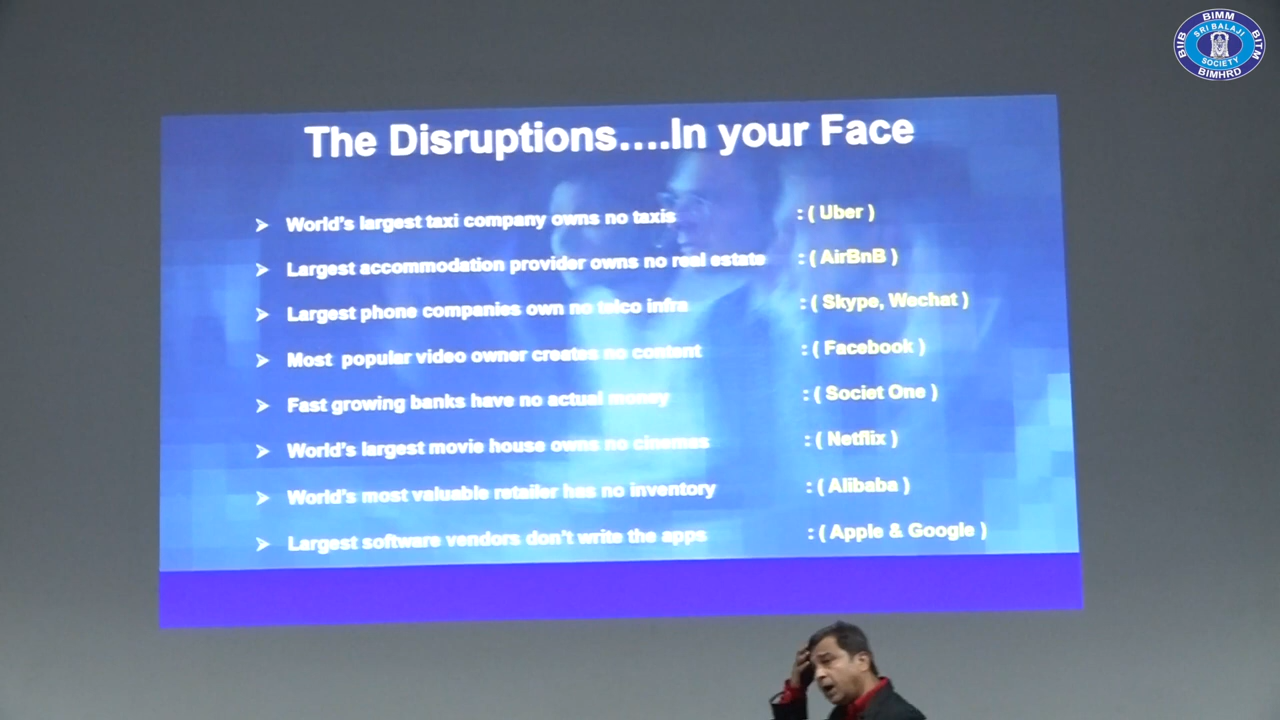 BIMM
BIIB
SRI BALAJI
BITM
SOCIETY
BIMHRD
The Disruptions....In your Face
➢ World's largest taxi company owns no taxis : ( Uber )
➢ Largest accommodation provider owns no real estate : ( AirBnB )
➢ Largest phone companies own no telco infra : ( Skype, Wechat )
➢ Most popular video owner creates no content : ( Facebook )
➢ Fast growing banks have no actual money : ( Societ One )
➢ World's largest movie house owns no cinemas : ( Netflix )
➢ World's most valuable retailer has no inventory : ( Alibaba )
➢ Largest software vendors don't write the apps : ( Apple & Google )